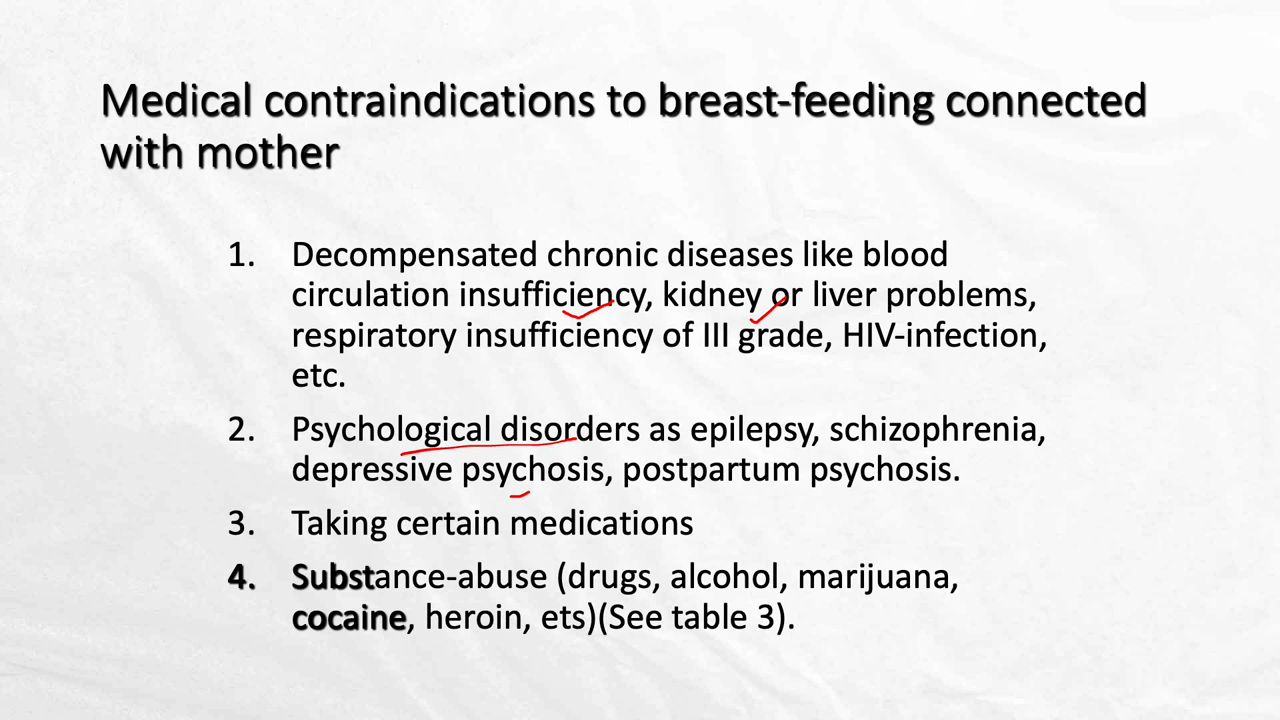 Medical contraindications to breast-feeding connected
with mother
1. Decompensated chronic diseases like blood
circulation insufficiency, kidney or liver problems,
respiratory insufficiency of III grade, HIV-infection,
etc.
2. Psychological disorders as epilepsy, schizophrenia,
depressive psychosis, postpartum psychosis.
3. Taking certain medications
4. Substance-abuse (drugs, alcohol, marijuana,
cocaine, heroin, ets)(See table 3).